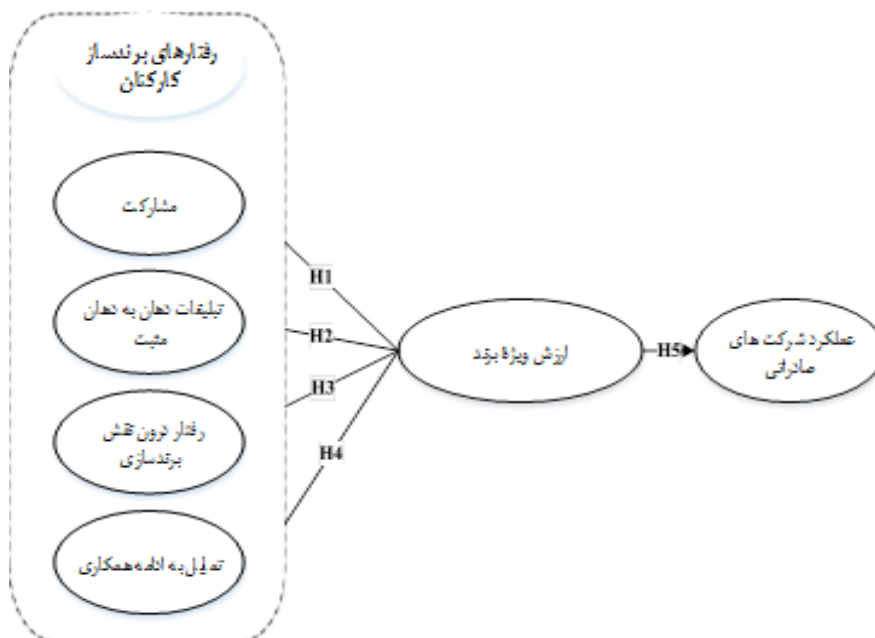 رفتارهای برندساز
کارکنان
مشارکت
تبلیغات دهان به دهان
مثبت
رفتار درون نقش
برندسازی
تمایل به ادامه همکاری
H1
H2
H3
H4
ارزش ویژۀ برند
H5
عملکرد شرکت های
صادراتی